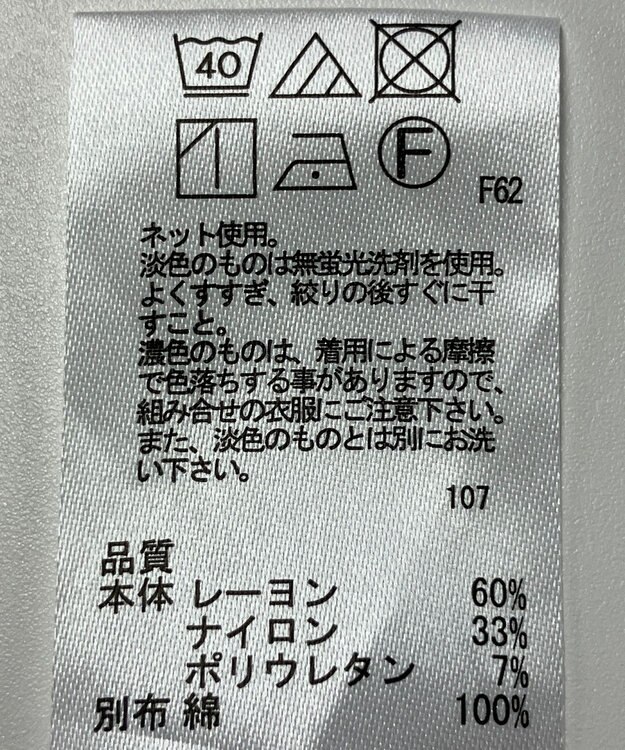 40
F
F62
ネット使用。
淡色のものは無蛍光洗剤を使用。
よくすすぎ、絞りの後すぐに干
すこと。
濃色のものは、着用による摩擦
で色落ちする事がありますので、
組み合せの衣服にご注意下さい。
また、淡色のものとは別にお洗
い下さい。
107
品質
本体 レーヨン 60%
ナイロン 33%
ポリウレタン 7%
別布 綿 100%